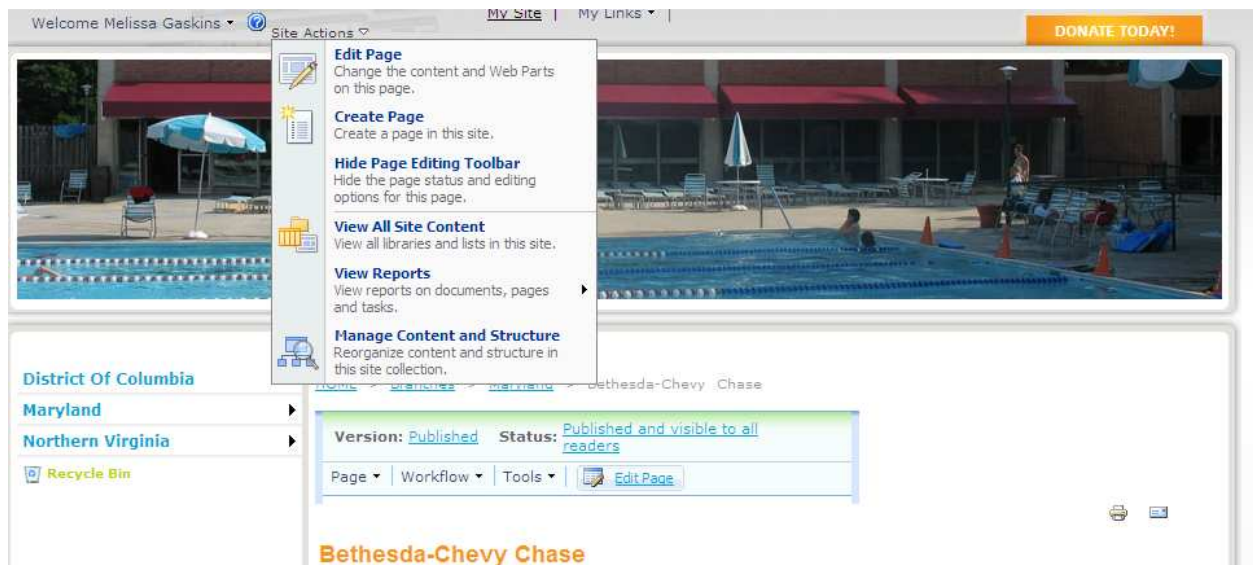 Welcome Melissa Gaskins
Site Actions
My Site | My Links |
DONATE TODAY!
Edit Page
Change the content and Web Parts
on this page.
Create Page
Create a page in this site.
Hide Page Editing Toolbar
Hide the page status and editing
options for this page.
View All Site Content
View all libraries and lists in this site.
View Reports
View reports on documents, pages
and tasks.
Manage Content and Structure
Reorganize content and structure in
this site collection.
District Of Columbia
Maryland
Northern Virginia
Recycle Bin
HOME > Branches > Maryland > Bethesda-Chevy Chase
Version: Published Status: Published and visible to all
readers
Page Workflow Tools Edit Page
Bethesda-Chevy Chase